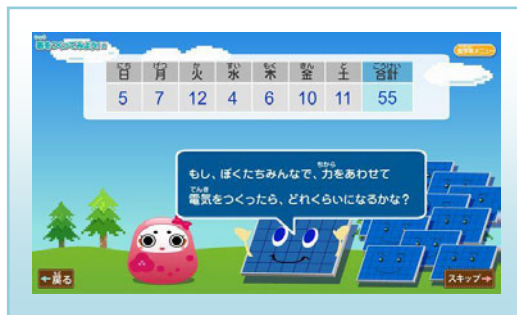 日 月 火 水 木 金 土 合計
5 7 12 4 6 10 11 55
もし、ぼくたちみんなで、力をあわせて
電気をつくったら、どれくらいになるかな？
←戻る
スキップ→